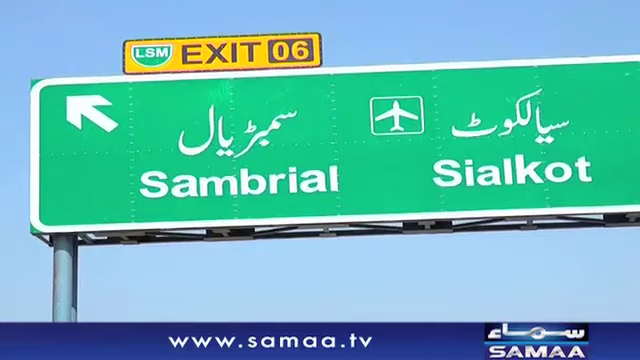 LSM EXIT 06
سمبڑیال سیالکوٹ
Sambrial Sialkot
www.samaa.tv
سماء
SAMAA